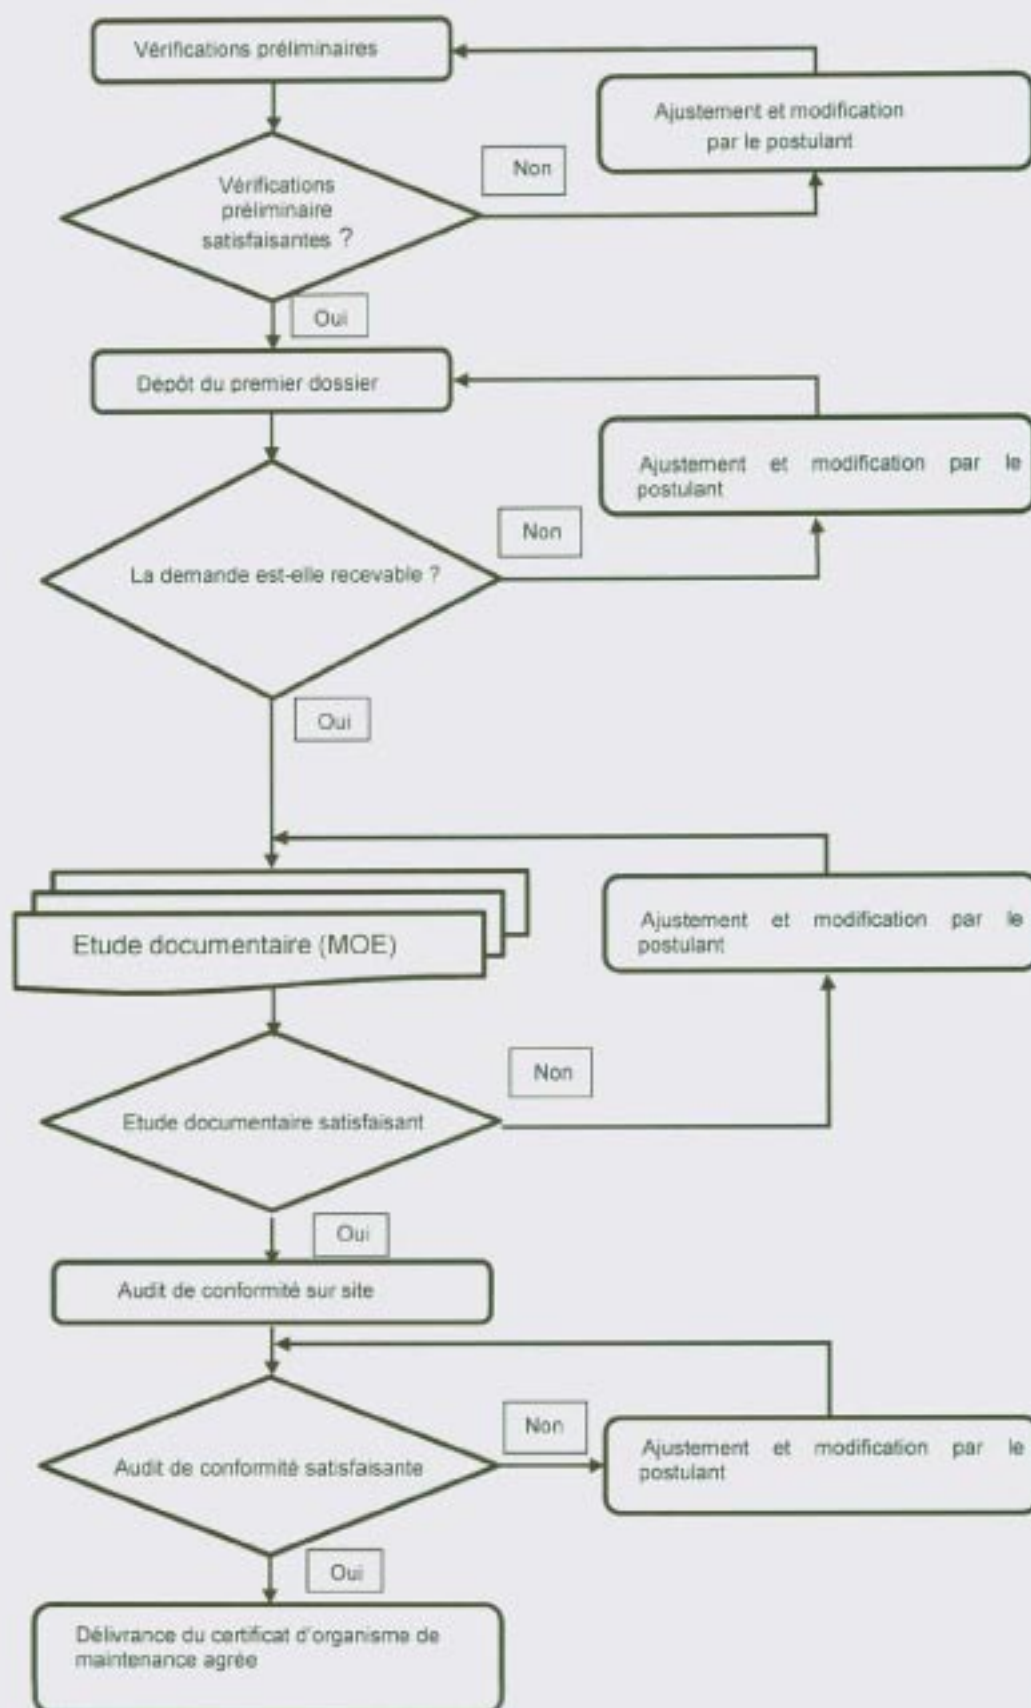 Vérifications préliminaires
Ajustement et modification
par le postulant
Non
Vérifications
préliminaire
satisfaisantes ?
Oui
Dépôt du premier dossier
Ajustement et modification par le
postulant
Non
La demande est-elle recevable ?
Oui
Ajustement et modification par le
postulant
Etude documentaire (MOE)
Non
Etude documentaire satisfaisant
Oui
Audit de conformité sur site
Non
Ajustement et modification par le
postulant
Audit de conformité satisfaisante
Oui
Délivrance du certificat d'organisme de
maintenance agrée